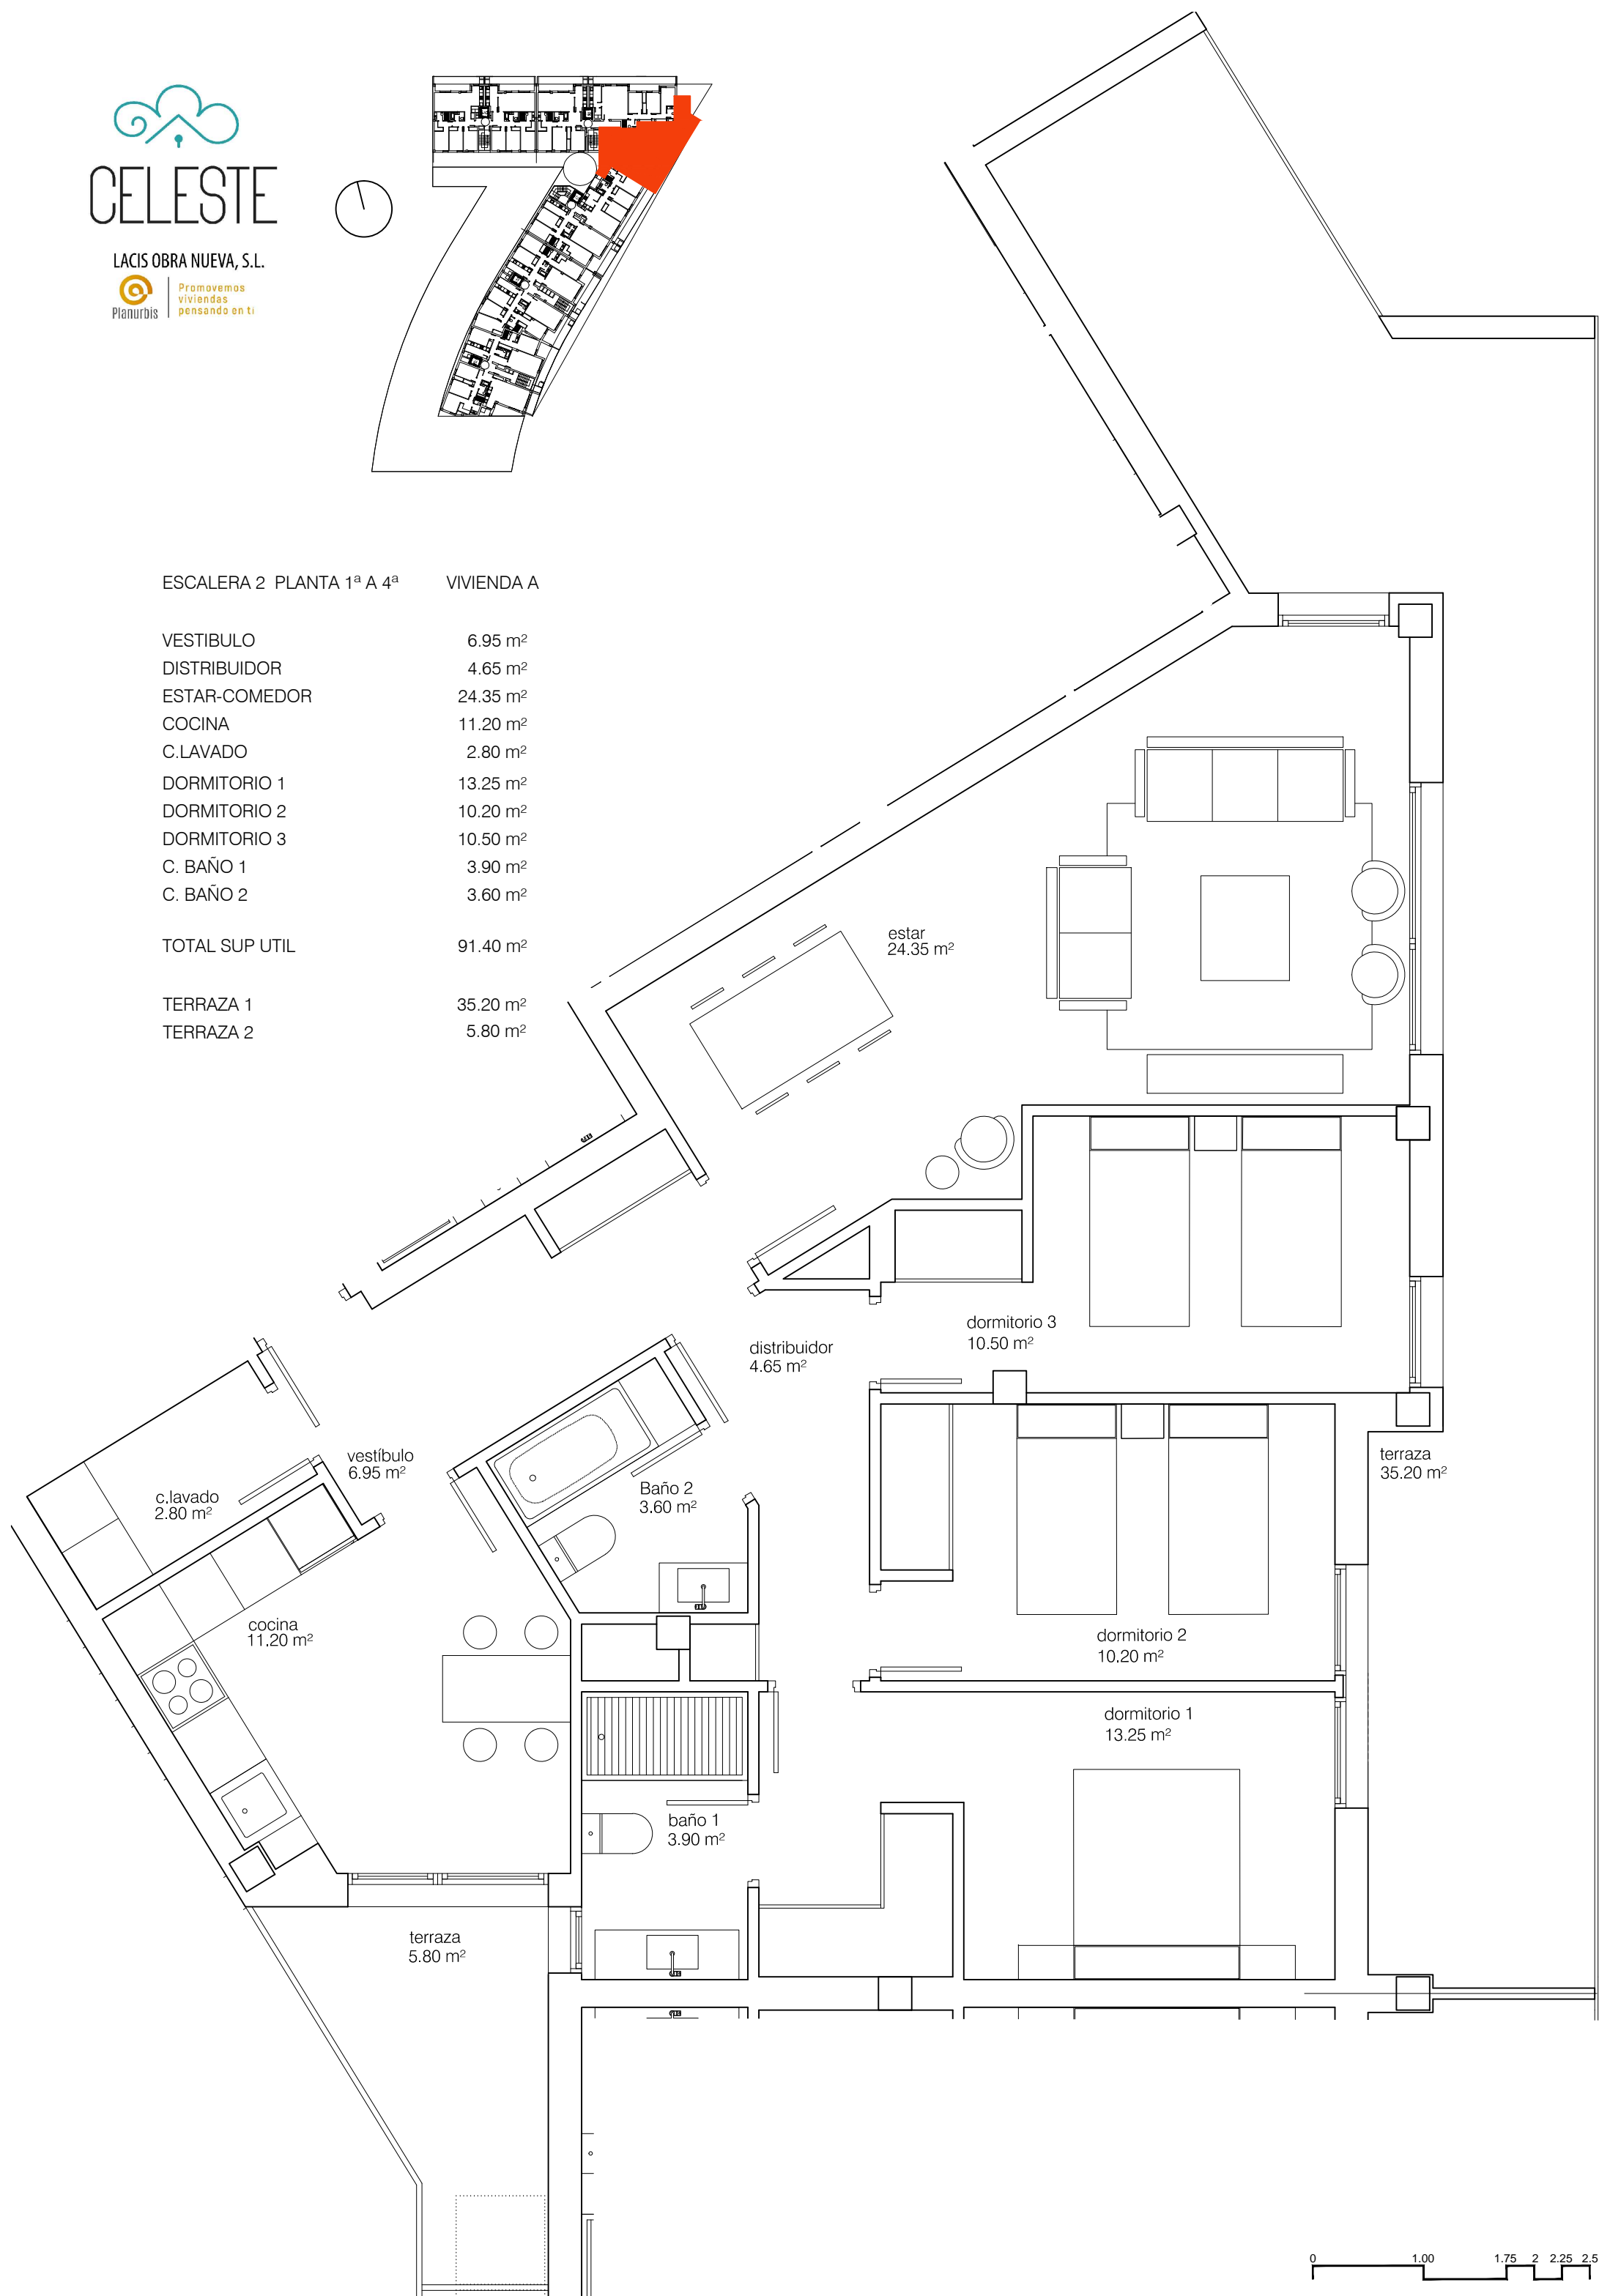 CELESTE
LACIS OBRA NUEVA, S.L.
Planurbis
Promovemos
viviendas
pensando en ti
ESCALERA 2 PLANTA 1ª A 4ª VIVIENDA A
VESTIBULO 6.95 m²
DISTRIBUIDOR 4.65 m²
ESTAR-COMEDOR 24.35 m²
COCINA 11.20 m²
C.LAVADO 2.80 m²
DORMITORIO 1 13.25 m²
DORMITORIO 2 10.20 m²
DORMITORIO 3 10.50 m²
C. BAÑO 1 3.90 m²
C. BAÑO 2 3.60 m²
TOTAL SUP UTIL 91.40 m²
TERRAZA 1 35.20 m²
TERRAZA 2 5.80 m²
estar
24.35 m²
dormitorio 3
10.50 m²
distribuidor
4.65 m²
vestíbulo
6.95 m²
terraza
35.20 m²
c.lavado
2.80 m²
Baño 2
3.60 m²
cocina
11.20 m²
dormitorio 2
10.20 m²
dormitorio 1
13.25 m²
baño 1
3.90 m²
terraza
5.80 m²
0 1.00 1.75 2 2.25 2.5